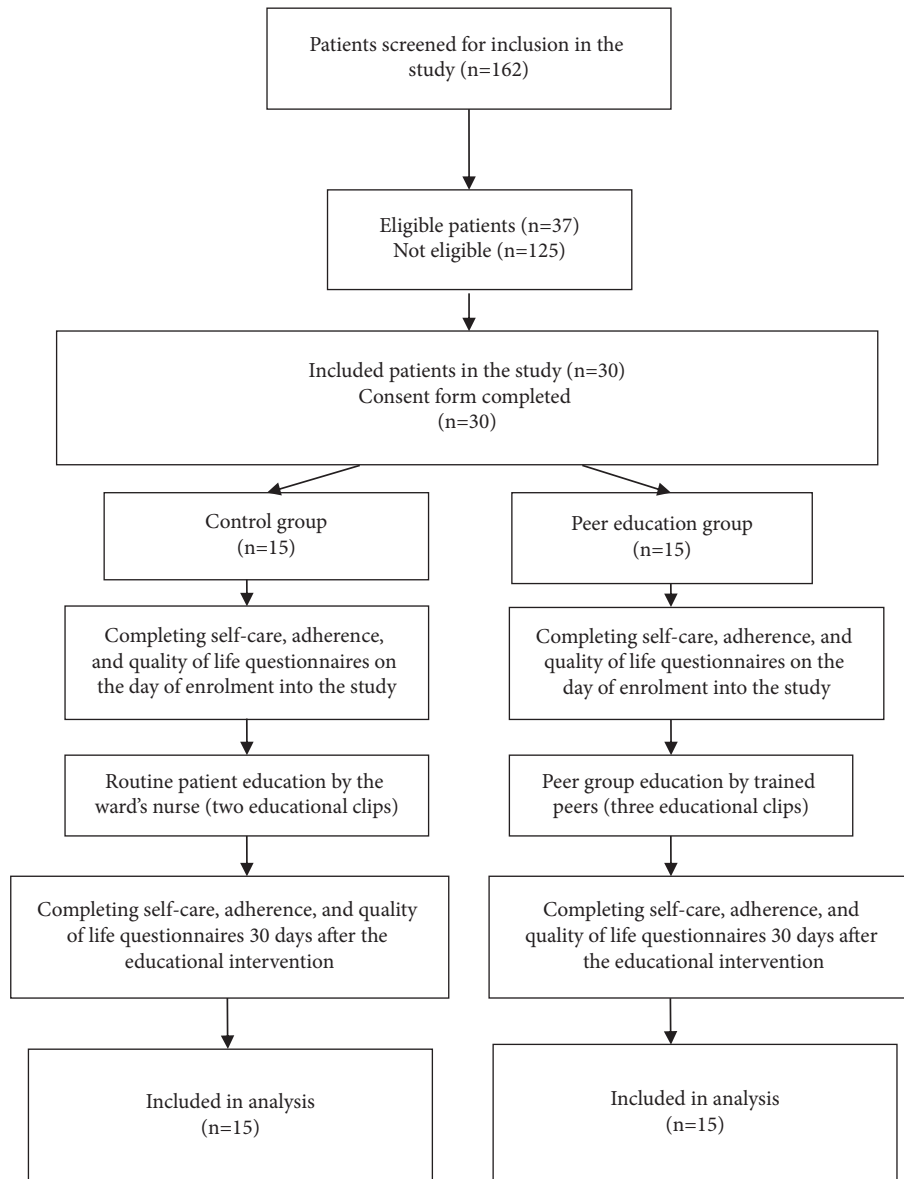 Patients screened for inclusion in the
study (n=162)
Eligible patients (n=37)
Not eligible (n=125)
Included patients in the study (n=30)
Consent form completed
(n=30)
Control group
(n=15)
Peer education group
(n=15)
Completing self-care, adherence,
and quality of life questionnaires on
the day of enrolment into the study
Completing self-care, adherence, and
quality of life questionnaires on the
day of enrolment into the study
Routine patient education by the
ward's nurse (two educational clips)
Peer group education by trained
peers (three educational clips)
Completing self-care, adherence, and quality
of life questionnaires 30 days after the
educational intervention
Completing self-care, adherence, and
quality of life questionnaires 30 days after
the educational intervention
Included in analysis
(n=15)
Included in analysis
(n=15)